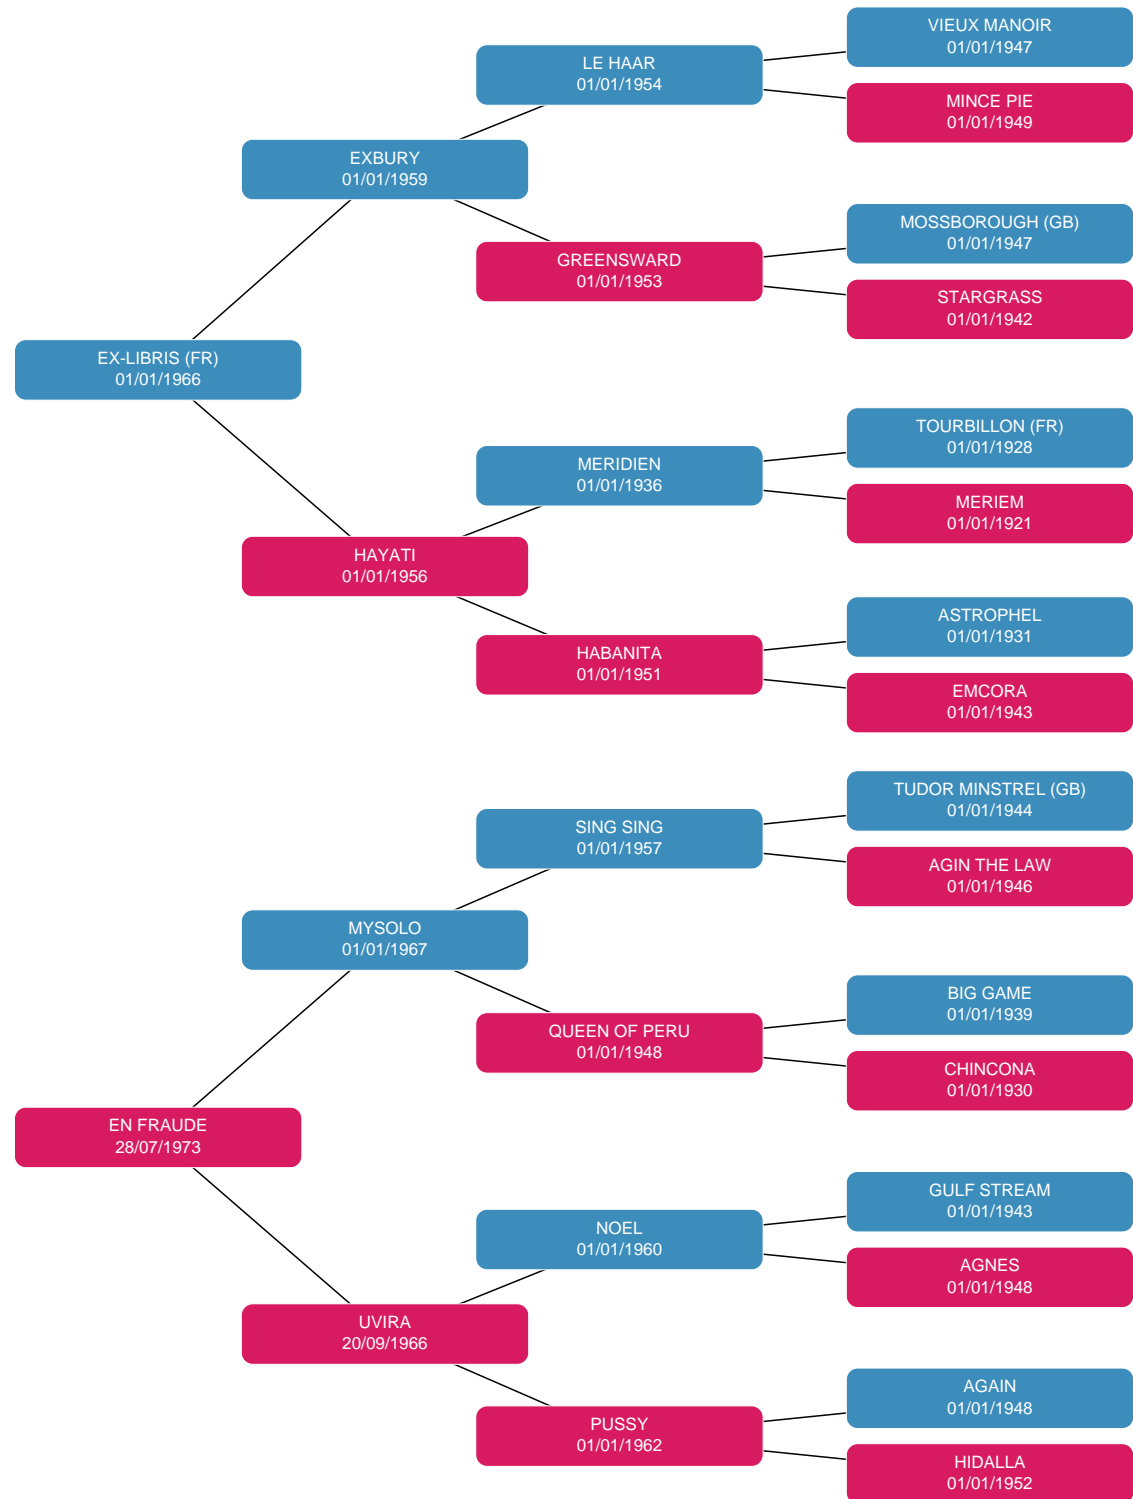 VIEUX MANOIR
01/01/1947
LE HAAR
01/01/1954
MINCE PIE
01/01/1949
EXBURY
01/01/1959
MOSSBOROUGH (GB)
01/01/1947
GREENSWARD
01/01/1953
STARGRASS
01/01/1942
EX-LIBRIS (FR)
01/01/1966
TOURBILLON (FR)
01/01/1928
MERIDIEN
01/01/1936
MERIEM
01/01/1921
HAYATI
01/01/1956
ASTROPHEL
01/01/1931
HABANITA
01/01/1951
EMCORA
01/01/1943
TUDOR MINSTREL (GB)
01/01/1944
SING SING
01/01/1957
AGIN THE LAW
01/01/1946
MYSOLO
01/01/1967
BIG GAME
01/01/1939
QUEEN OF PERU
01/01/1948
CHINCONA
01/01/1930
EN FRAUDE
28/07/1973
GULF STREAM
01/01/1943
NOEL
01/01/1960
AGNES
01/01/1948
UVIRA
20/09/1966
AGAIN
01/01/1948
PUSSY
01/01/1962
HIDALLA
01/01/1952